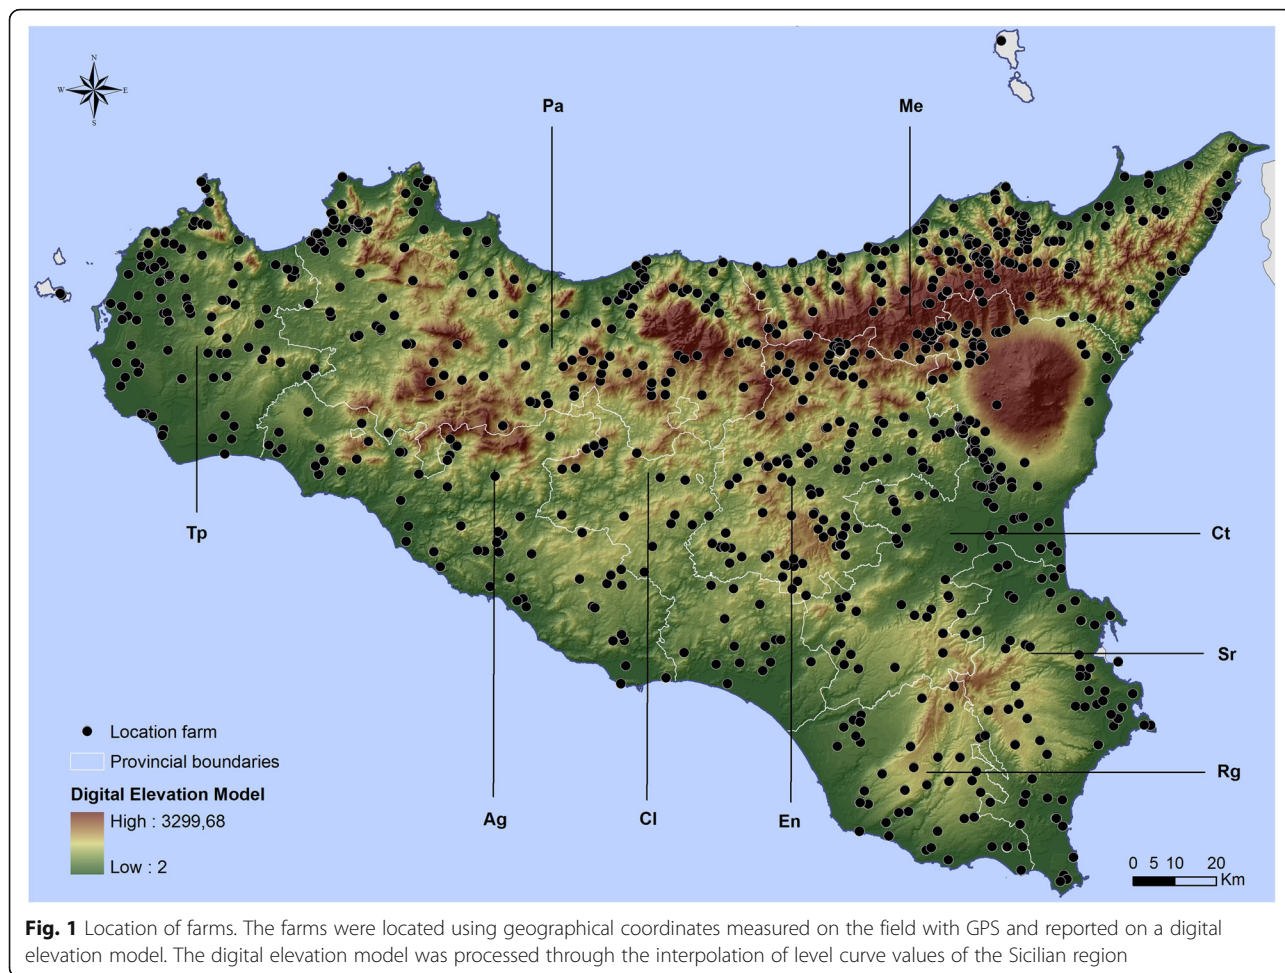 N
W E
S
Pa
Me
Tp
Ct
Sr
Rg
Ag
Cl
En
Location farm
Provincial boundaries
Digital Elevation Model
High : 3299,68
Low : 2
0 5 10 20
Km
Fig. 1 Location of farms. The farms were located using geographical coordinates measured on the field with GPS and reported on a digital
elevation model. The digital elevation model was processed through the interpolation of level curve values of the Sicilian region